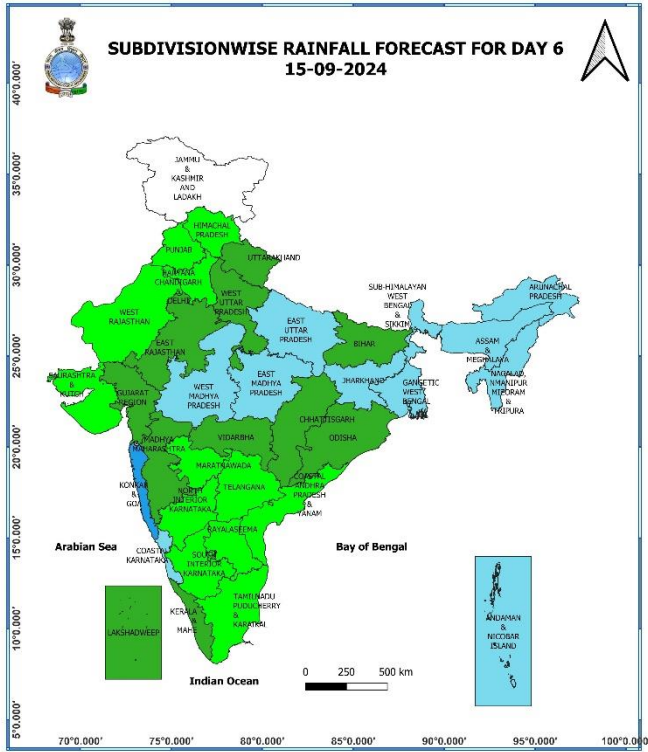 SUBDIVISIONWISE RAINFALL FORECAST FOR DAY 6
15-09-2024
40°0.000'
35°0.000'
30°0.000'
25°0.000'
20°0.000'
15°0.000'
10°0.000'
5°0.000'
JAMMU
&
KASHMIR
AND
LADAKH
HIMACHAL
PRADESH
PUNJAB
UTTARAKHAND
CHANDIGARH
&
DELHI
WEST
UTTAR
PRADESH
WEST
RAJASTHAN
EAST
RAJASTHAN
EAST
UTTAR
PRADESH
SUB-HIMALAYAN
WEST
BENGAL
&
SIKKIM
ARUNACHAL
PRADESH
BIHAR
ASSAM
&
MEGHALAYA
NAGALAD,
NMANIPUR
MIZORAM
&
TRIPURA
SAURASHTRA
&
KUTCH
GUJARAT
REGION
WEST
MADHYA
PRADESH
EAST
MADHYA
PRADESH
JHARKHAND
GANGETIC
WEST
BENGAL
CHHATTISGARH
ODISHA
VIDARBHA
MADHYA
MAHARASHTRA
MARATHAWADA
KONKAN
&
GOA
NORTH
INTERIOR
KARNATAKA
TELANGANA
COASTAL
ANDHRA
PRADESH
&
YANAM
RAYALASEEMA
Arabian Sea
COASTAL
KARNATAKA
SOUTH
INTERIOR
KARNATAKA
Bay of Bengal
LAKSHADWEEP
KERALA
MAHE
TAMILNADU
PUDUCHERRY
&
KARAIKAL
ANDAMAN
&
NICOBAR
ISLAND
Indian Ocean
0 250 500 km
70°0.000' 75°0.000' 80°0.000' 85°0.000' 90°0.000' 95°0.000' 100°0.000'